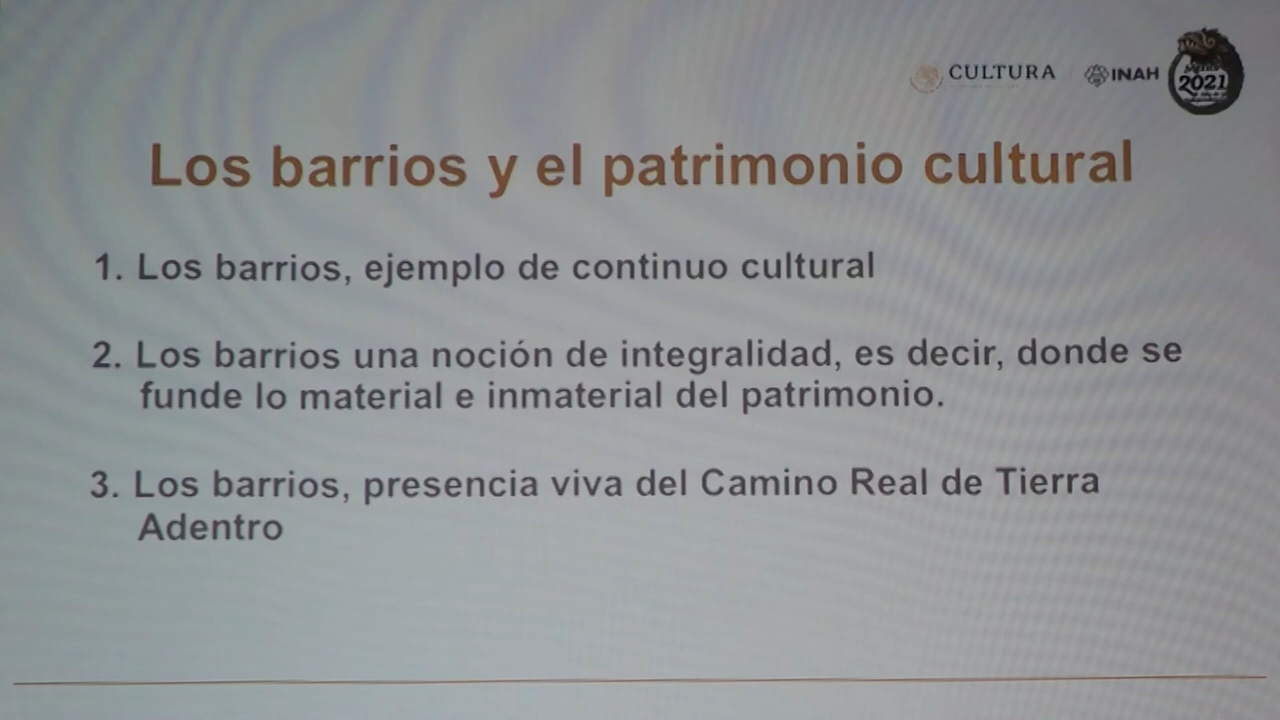 CULTURA
INAH
2021
Los barrios y el patrimonio cultural
1. Los barrios, ejemplo de continuo cultural
2. Los barrios una noción de integralidad, es decir, donde se
funde lo material e inmaterial del patrimonio.
3. Los barrios, presencia viva del Camino Real de Tierra
Adentro